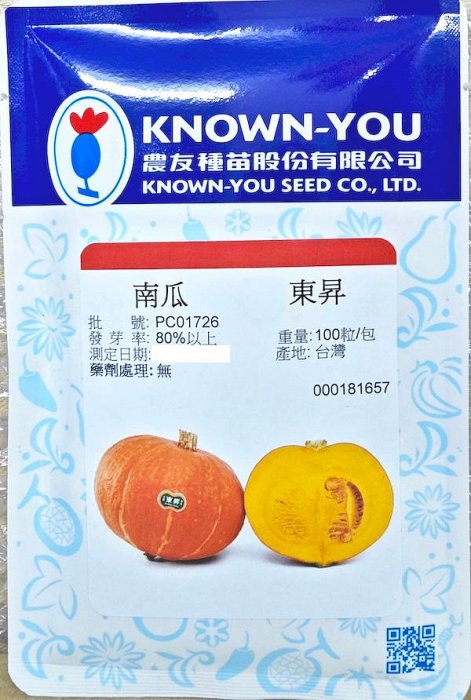 KNOWN-YOU
農友種苗股份有限公司
KNOWN-YOU SEED CO., LTD.
南瓜 東昇
批 號: PC01726
發 芽 率: 80%以上 重量: 100粒/包
測定日期: 產地: 台灣
藥劑處理: 無
000181657
東昇